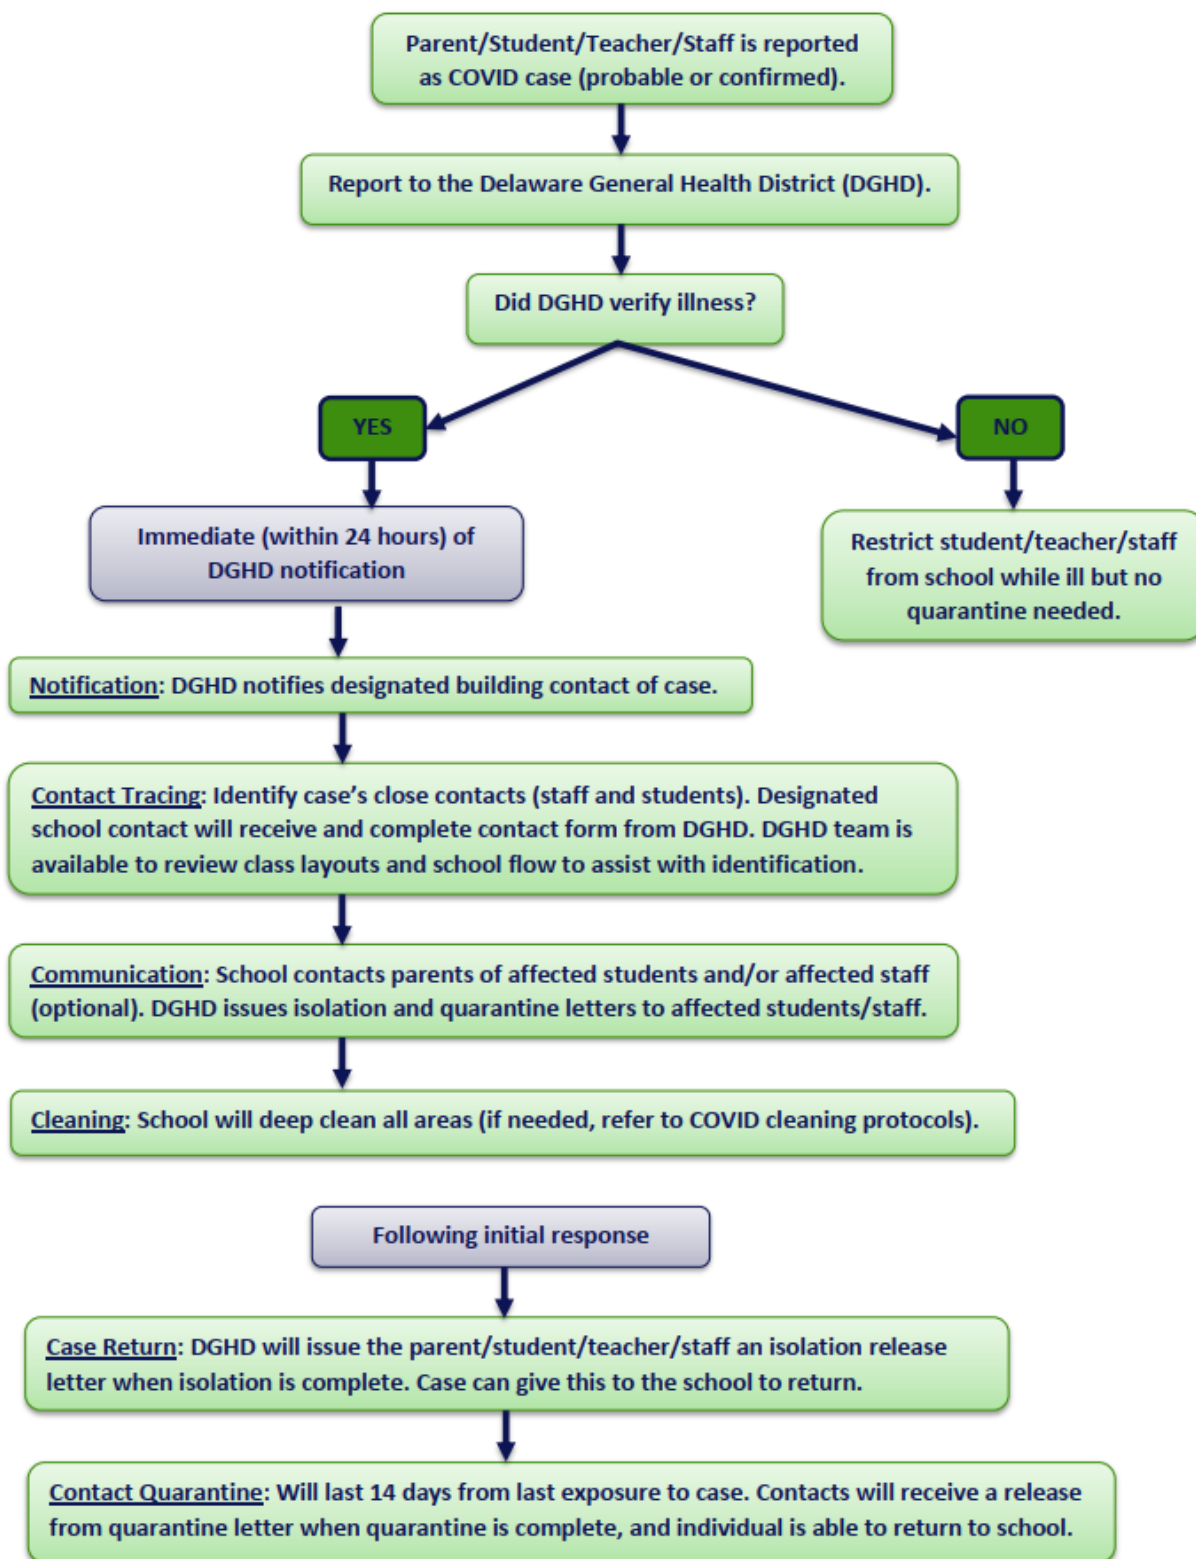 Parent/Student/Teacher/Staff is reported
as COVID case (probable or confirmed).
Report to the Delaware General Health District (DGHD).
Did DGHD verify illness?
YES
NO
Immediate (within 24 hours) of
DGHD notification
Restrict student/teacher/staff
from school while ill but no
quarantine needed.
Notification: DGHD notifies designated building contact of case.
Contact Tracing: Identify case's close contacts (staff and students). Designated
school contact will receive and complete contact form from DGHD. DGHD team is
available to review class layouts and school flow to assist with identification.
Communication: School contacts parents of affected students and/or affected staff
(optional). DGHD issues isolation and quarantine letters to affected students/staff.
Cleaning: School will deep clean all areas (if needed, refer to COVID cleaning protocols).
Following initial response
Case Return: DGHD will issue the parent/student/teacher/staff an isolation release
letter when isolation is complete. Case can give this to the school to return.
Contact Quarantine: Will last 14 days from last exposure to case. Contacts will receive a release
from quarantine letter when quarantine is complete, and individual is able to return to school.